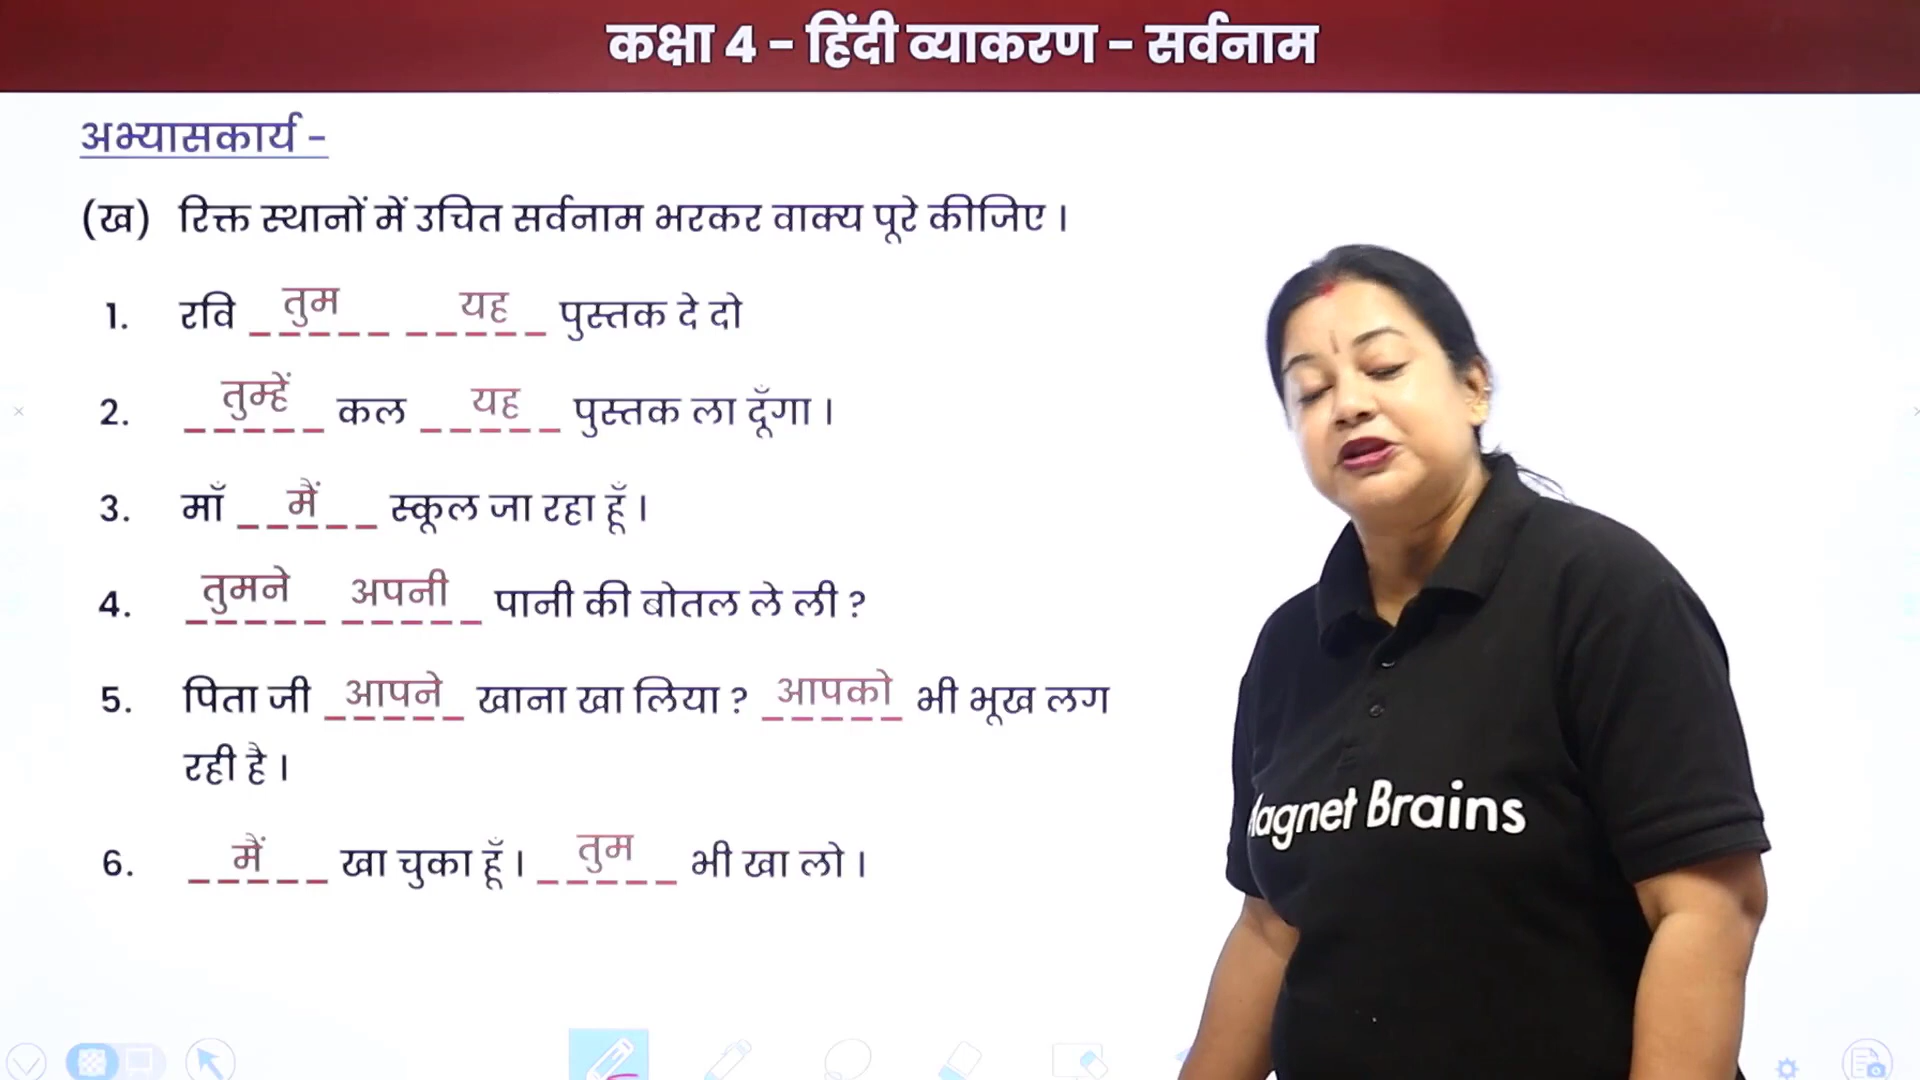 कक्षा 4 - हिंदी व्याकरण - सर्वनाम
अभ्यासकार्य -
(ख) रिक्त स्थानों में उचित सर्वनाम भरकर वाक्य पूरे कीजिए ।
1. रवि तुम यह पुस्तक दे दो
2. तुम्हें कल यह पुस्तक ला दूँगा ।
3. माँ मैं स्कूल जा रहा हूँ ।
4. तुमने अपनी पानी की बोतल ले ली ?
5. पिता जी आपने खाना खा लिया ? आपको भी भूख लग
रही है ।
6. मैं खा चुका हूँ । तुम भी खा लो ।
agnet Brains